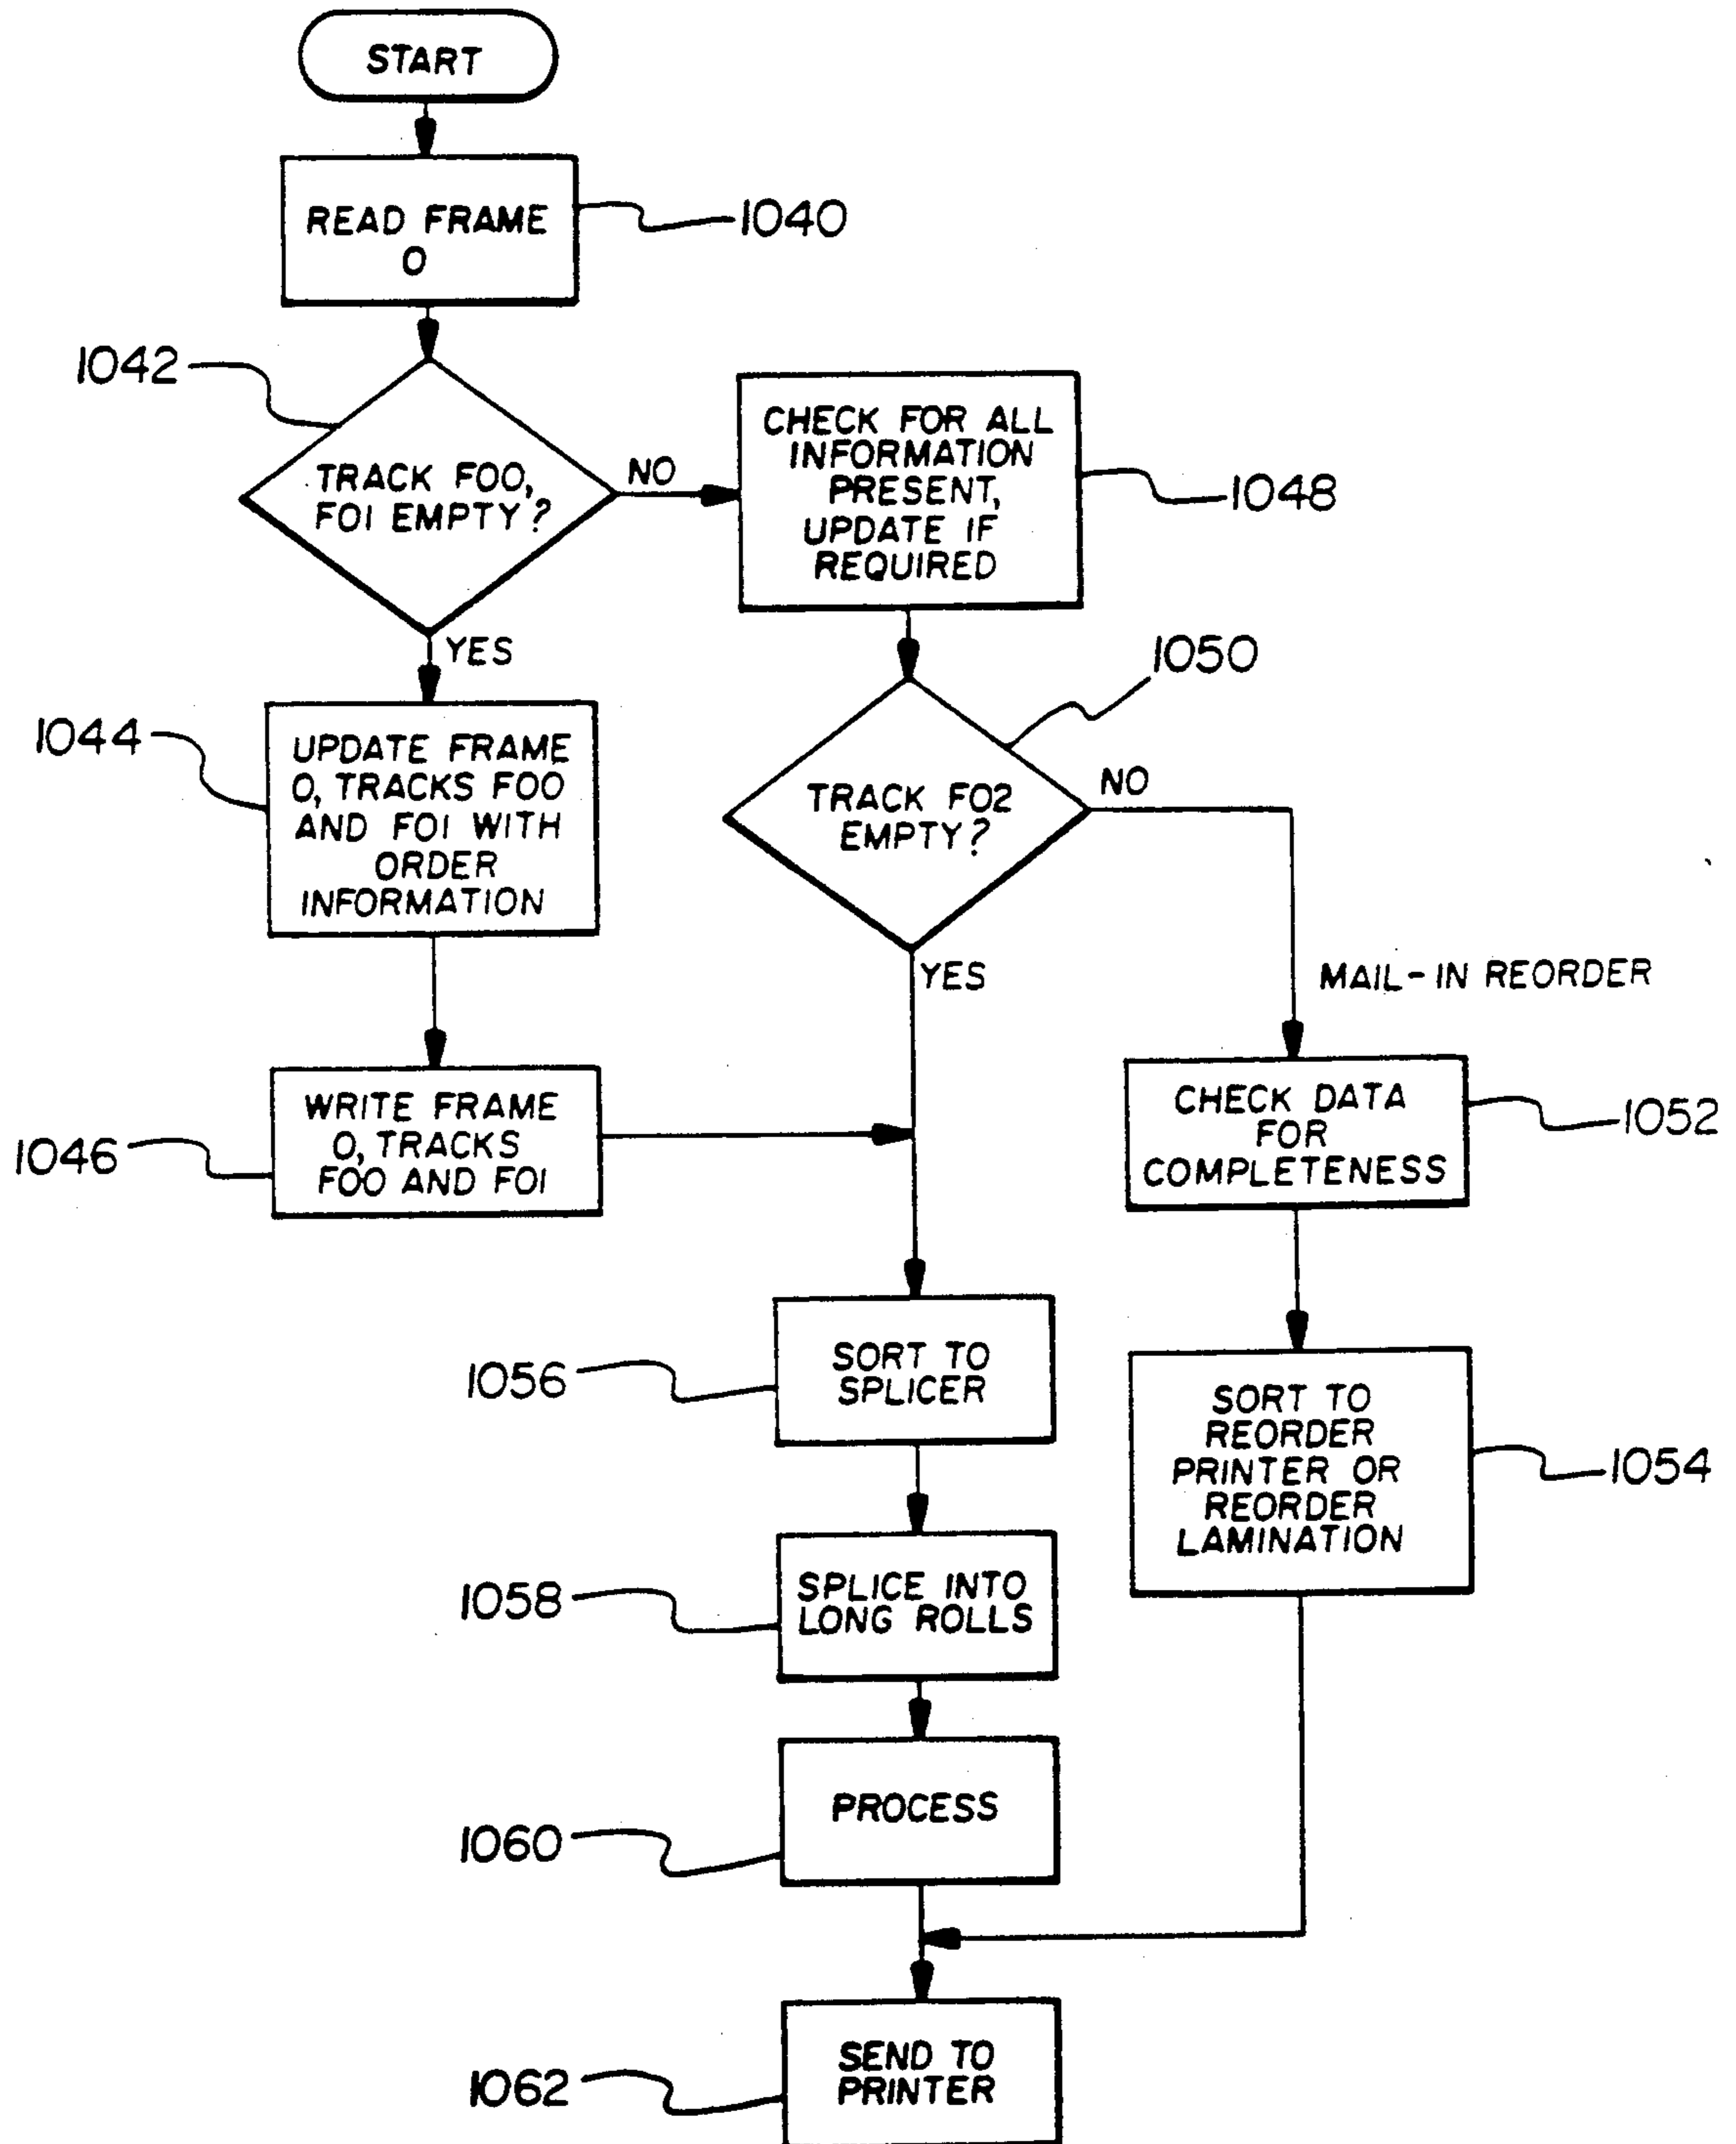 START
READ FRAME
0
1040
1042
TRACK F00,
F01 EMPTY?
NO
YES
CHECK FOR ALL
INFORMATION
PRESENT,
UPDATE IF
REQUIRED
1048
1044
UPDATE FRAME
0, TRACKS F00
AND F01 WITH
ORDER
INFORMATION
1050
TRACK F02
EMPTY?
NO
YES
MAIL-IN REORDER
1046
WRITE FRAME
0, TRACKS
F00 AND F01
CHECK DATA
FOR
COMPLETENESS
1052
1056
SORT TO
SPLICER
SORT TO
REORDER
PRINTER OR
REORDER
LAMINATION
1054
1058
SPLICE INTO
LONG ROLLS
1060
PROCESS
1062
SEND TO
PRINTER